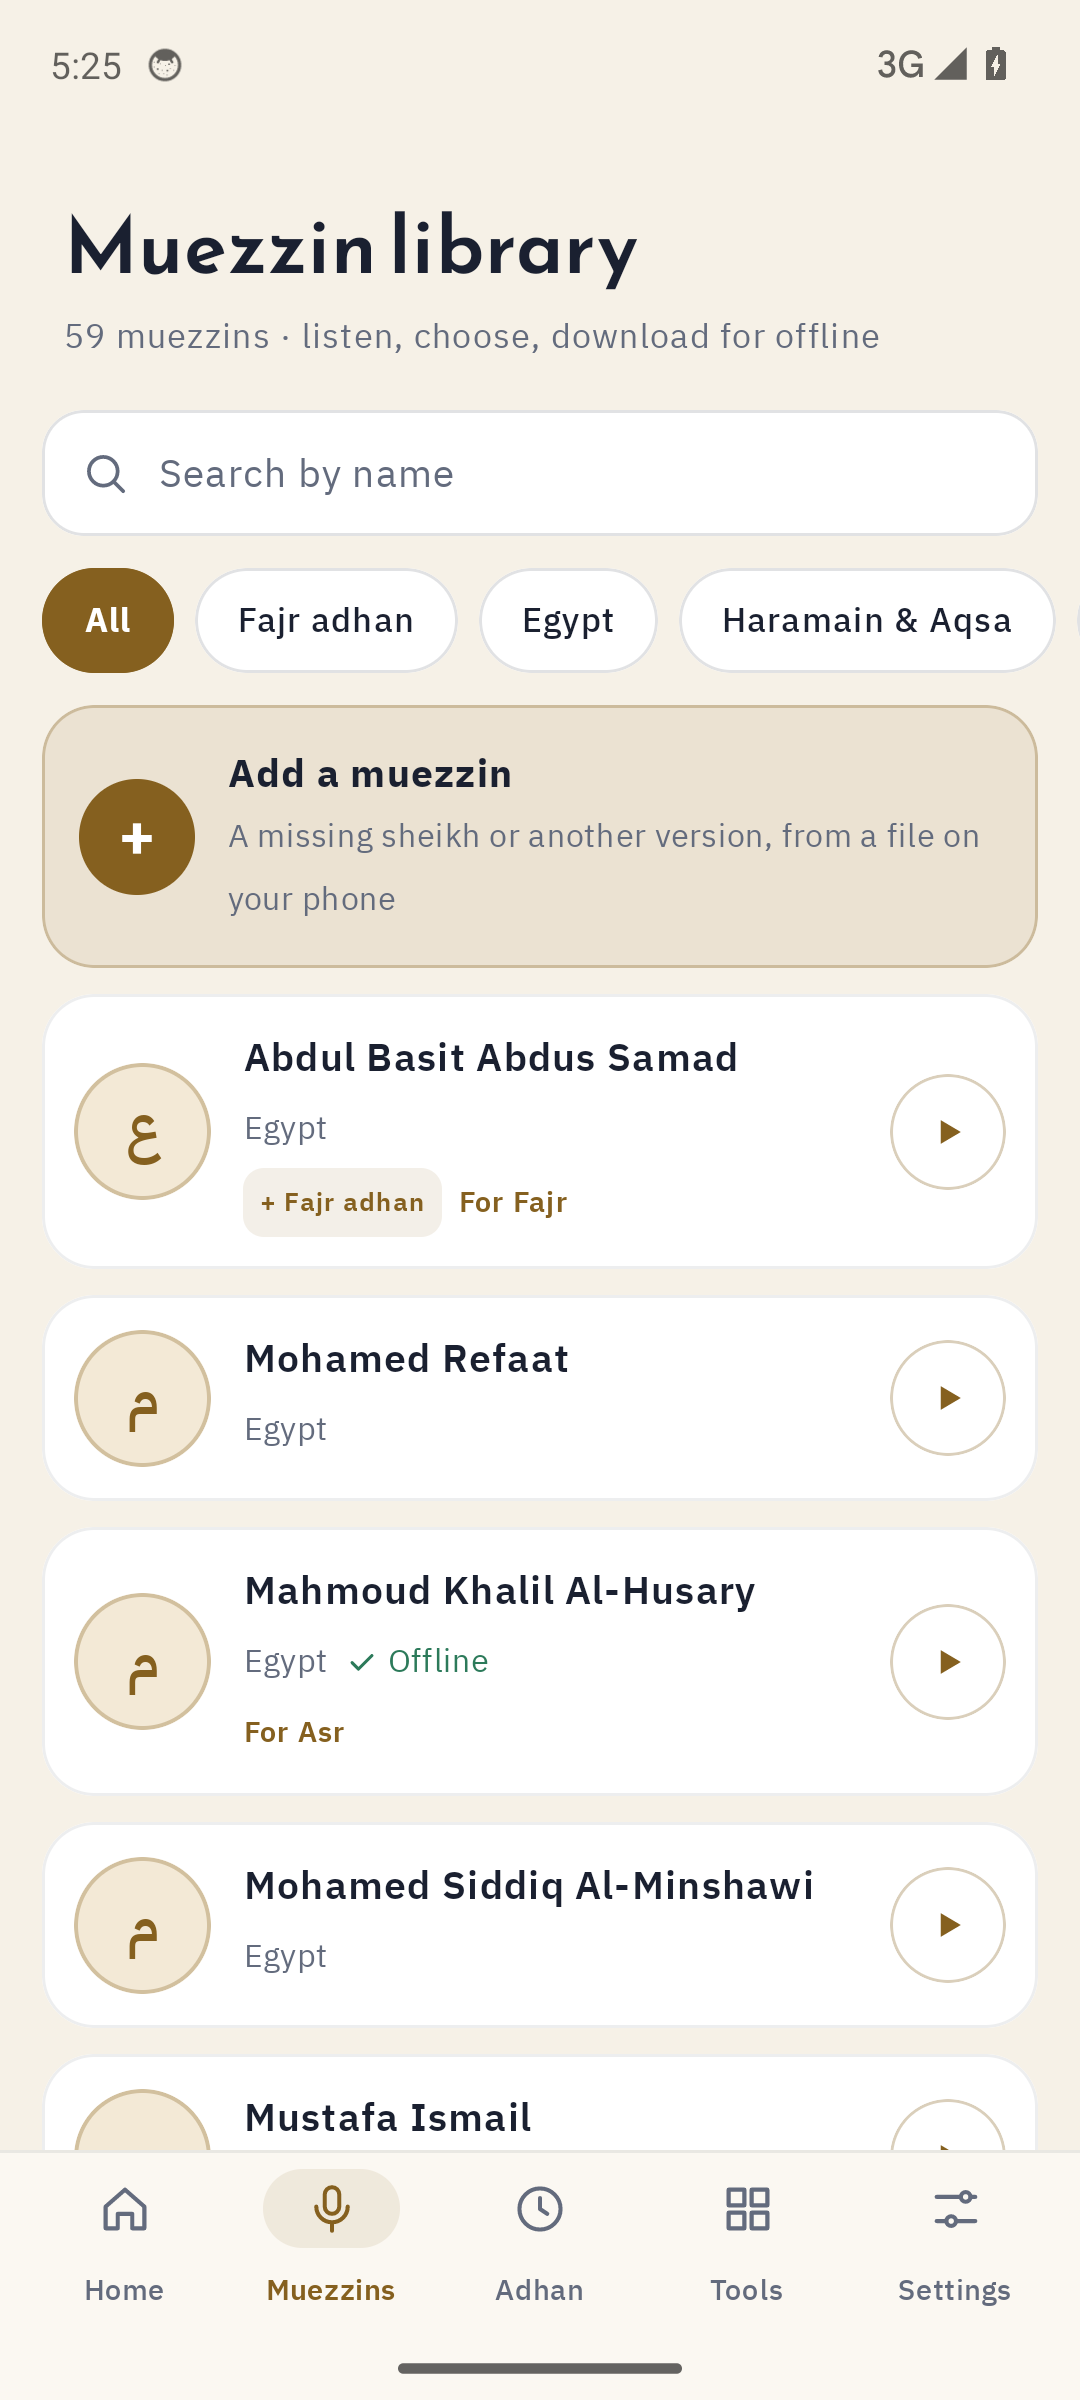 5:25
3G
Muezzin library
59 muezzins · listen, choose, download for offline
Search by name
All
Fajr adhan
Egypt
Haramain & Aqsa
Add a muezzin
+
A missing sheikh or another version, from a file on
your phone
Abdul Basit Abdus Samad
ع
Egypt
+ Fajr adhan
For Fajr
Mohamed Refaat
م
Egypt
Mahmoud Khalil Al-Husary
م
Egypt
✓ Offline
For Asr
Mohamed Siddiq Al-Minshawi
م
Egypt
Mustafa Ismail
Home
Muezzins
Adhan
Tools
Settings